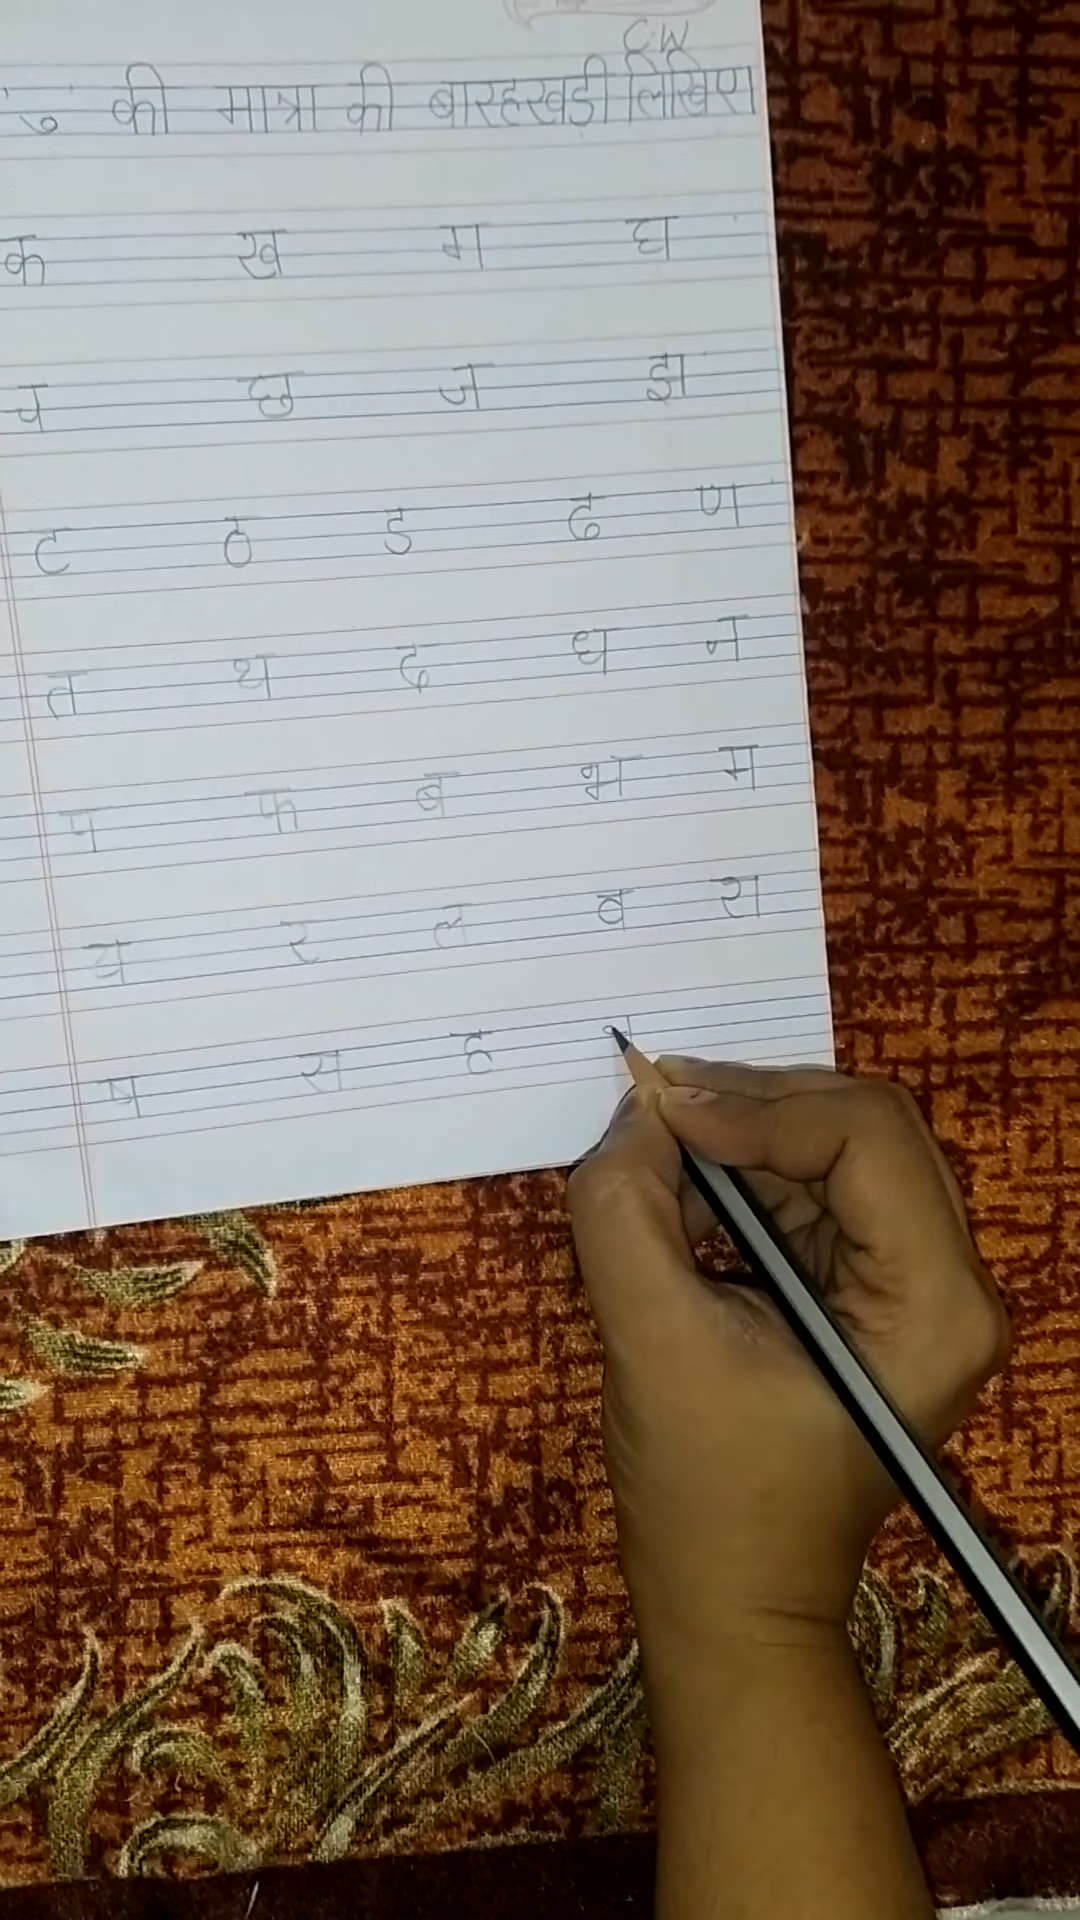 CW
ु की मात्रा की बारहखडी लिखिए
क ख ग घ
च छ ज झ
ट ठ ड ढ ण
त थ द ध न
प फ ब भ म
य र ल व श
ष स ह